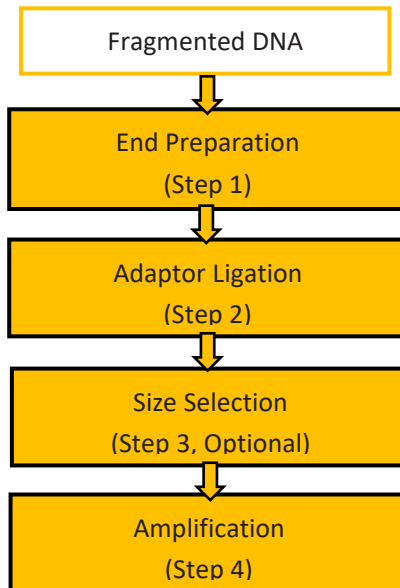 Fragmented DNA
End Preparation
(Step 1)
Adaptor Ligation
(Step 2)
Size Selection
(Step 3, Optional)
Amplification
(Step 4)